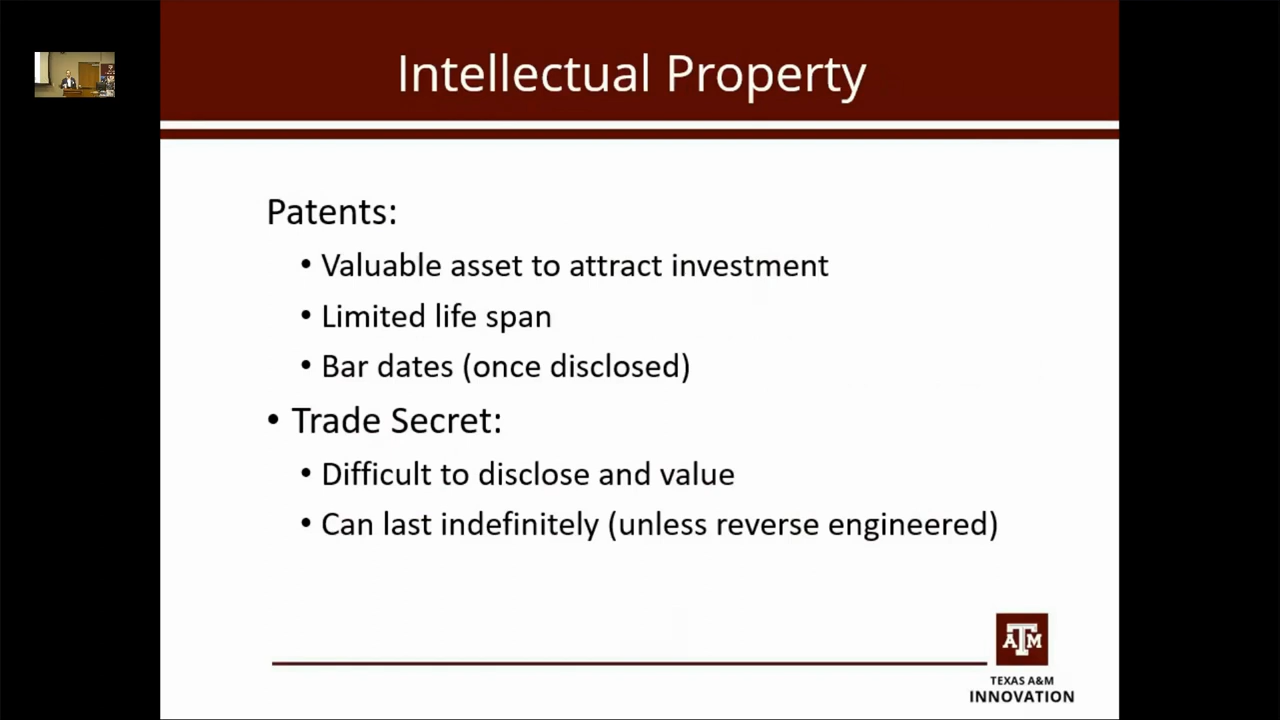 Intellectual Property
Patents:
• Valuable asset to attract investment
• Limited life span
• Bar dates (once disclosed)
• Trade Secret:
• Difficult to disclose and value
• Can last indefinitely (unless reverse engineered)
ATM
TEXAS A&M
INNOVATION